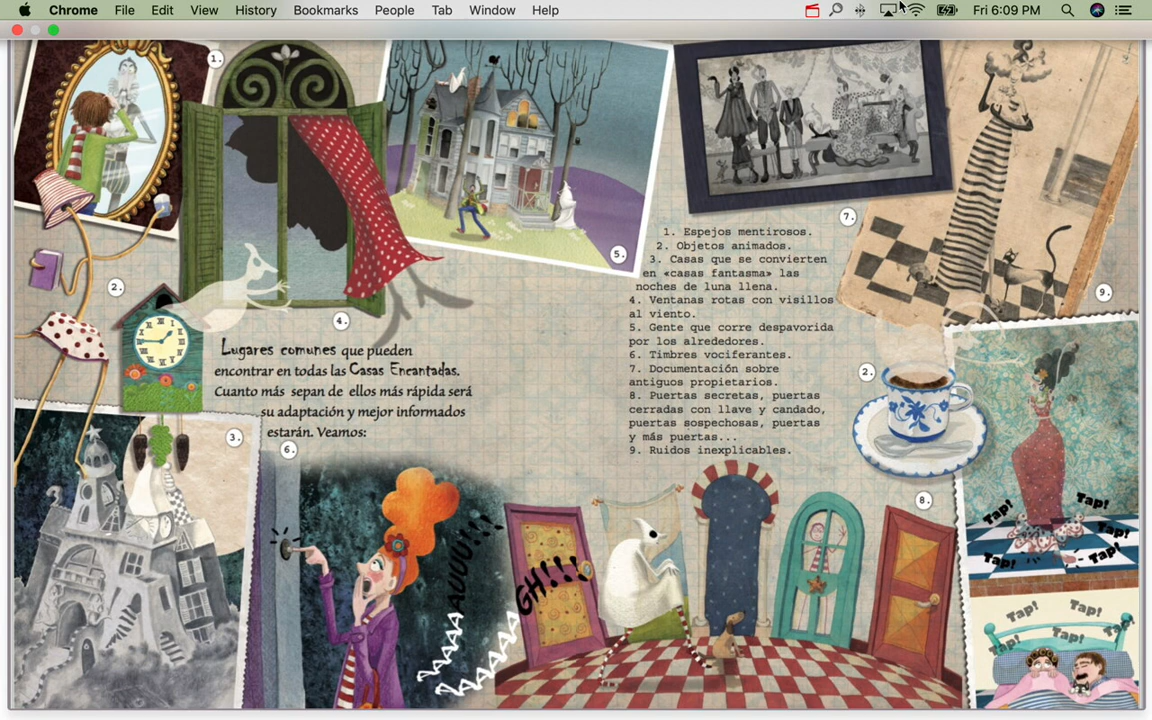 Chrome File Edit View History Bookmarks People Tab Window Help Fri 6:09 PM
1.
2.
3.
4.
5.
7.
9.
Lugares comunes que pueden
encontrar en todas las Casas Encantadas.
Cuanto más sepan de ellos más rápida será
su adaptación y mejor informados
estarán. Veamos:
1. Espejos mentirosos.
2. Objetos animados.
3. Casas que se convierten
en «casas fantasma» las
noches de luna llena.
4. Ventanas rotas con visillos
al viento.
5. Gente que corre despavorida
por los alrededores.
6. Timbres vociferantes.
7. Documentación sobre
antiguos propietarios.
8. Puertas secretas, puertas
cerradas con llave y candado,
puertas sospechosas, puertas
y más puertas...
9. Ruidos inexplicables.
2.
6.
8.
AAAAAUUU!!!
AAAAAAGH!!!
Tap!
Tap!
Tap!
Tap!
Tap!
Tap!
Tap!
Tap!
Tap!
Tap!